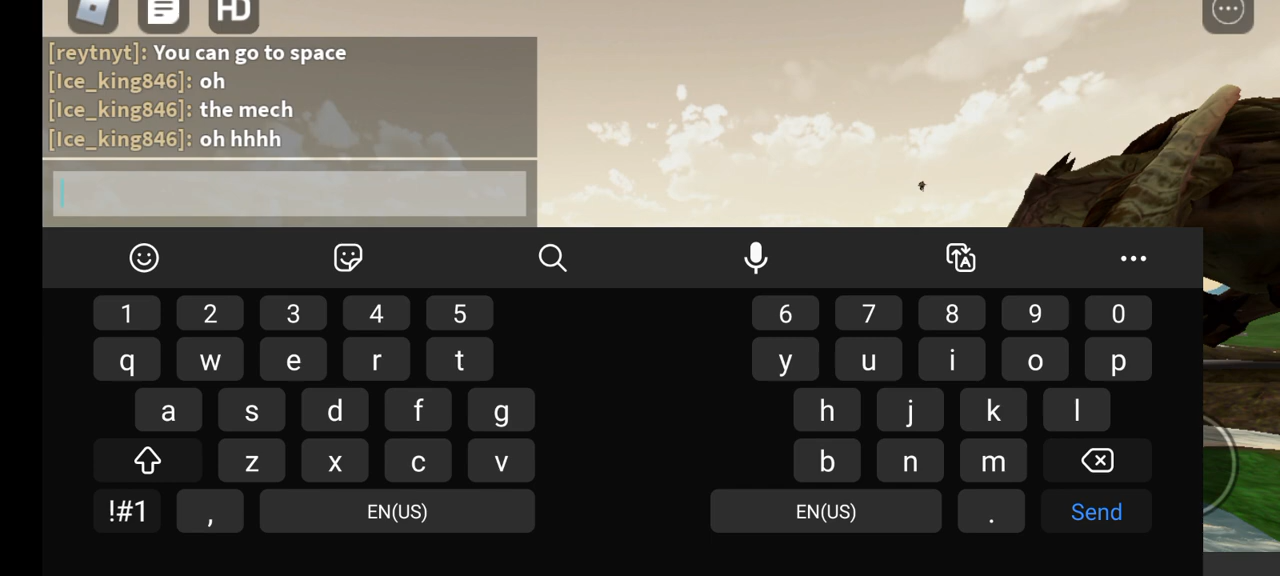 HD
[reytnyt]: You can go to space
[Ice_king846]: oh
[Ice_king846]: the mech
[Ice_king846]: oh hhhh
1 2 3 4 5 6 7 8 9 0
q w e r t y u i o p
a s d f g h j k l
z x c v b n m
!#1 , EN(US) EN(US) . Send